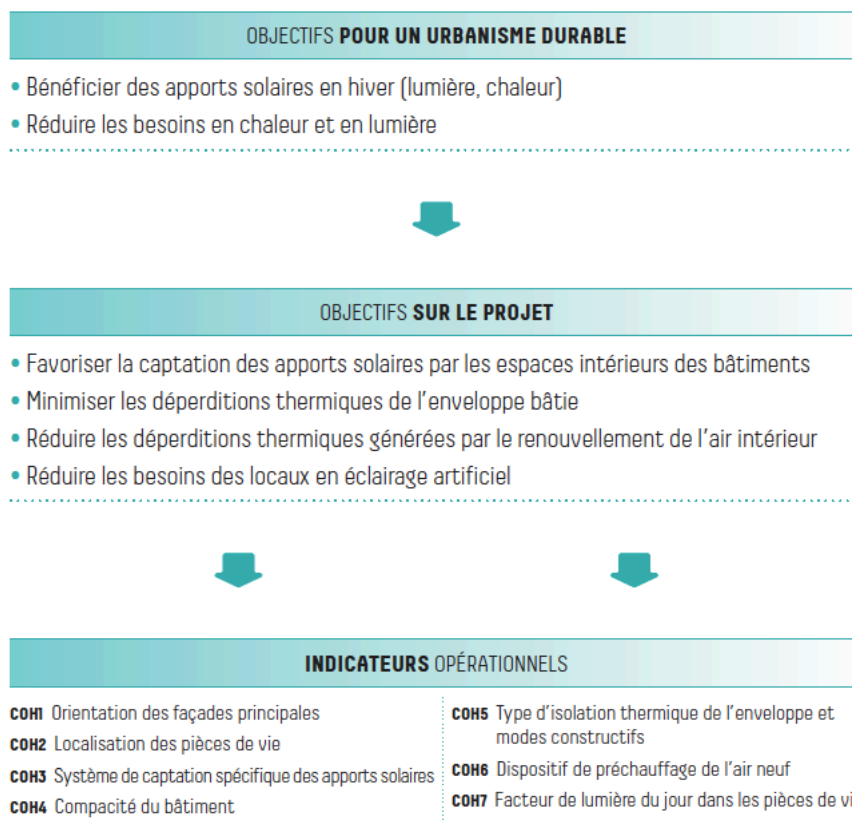 OBJECTIFS POUR UN URBANISME DURABLE
• Bénéficier des apports solaires en hiver (lumière, chaleur)
• Réduire les besoins en chaleur et en lumière
OBJECTIFS SUR LE PROJET
• Favoriser la captation des apports solaires par les espaces intérieurs des bâtiments
• Minimiser les déperditions thermiques de l'enveloppe bâtie
• Réduire les déperditions thermiques générées par le renouvellement de l'air intérieur
• Réduire les besoins des locaux en éclairage artificiel
INDICATEURS OPÉRATIONNELS
COH1 Orientation des façades principales
COH2 Localisation des pièces de vie
COH3 Système de captation spécifique des apports solaires
COH4 Compacité du bâtiment
COH5 Type d'isolation thermique de l'enveloppe et
modes constructifs
COH6 Dispositif de préchauffage de l'air neuf
COH7 Facteur de lumière du jour dans les pièces de vi